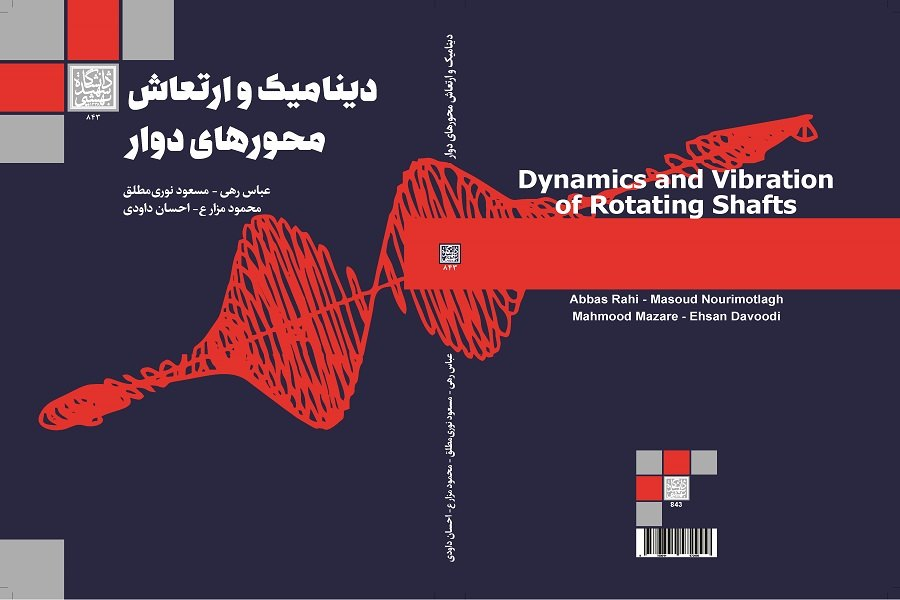 دینامیک و ارتعاش
محورهای دوار
عباس رهی - مسعود نوری‌مطلق
محمود مزارع - احسان داودی
۸۴۳
دینامیک و ارتعاش محورهای دوار
۸۴۳
عباس رهی - مسعود نوری‌مطلق - محمود مزارع - احسان داودی
Dynamics and Vibration
of Rotating Shafts
Abbas Rahi - Masoud Nourimotlagh
Mahmood Mazare - Ehsan Davoodi
843